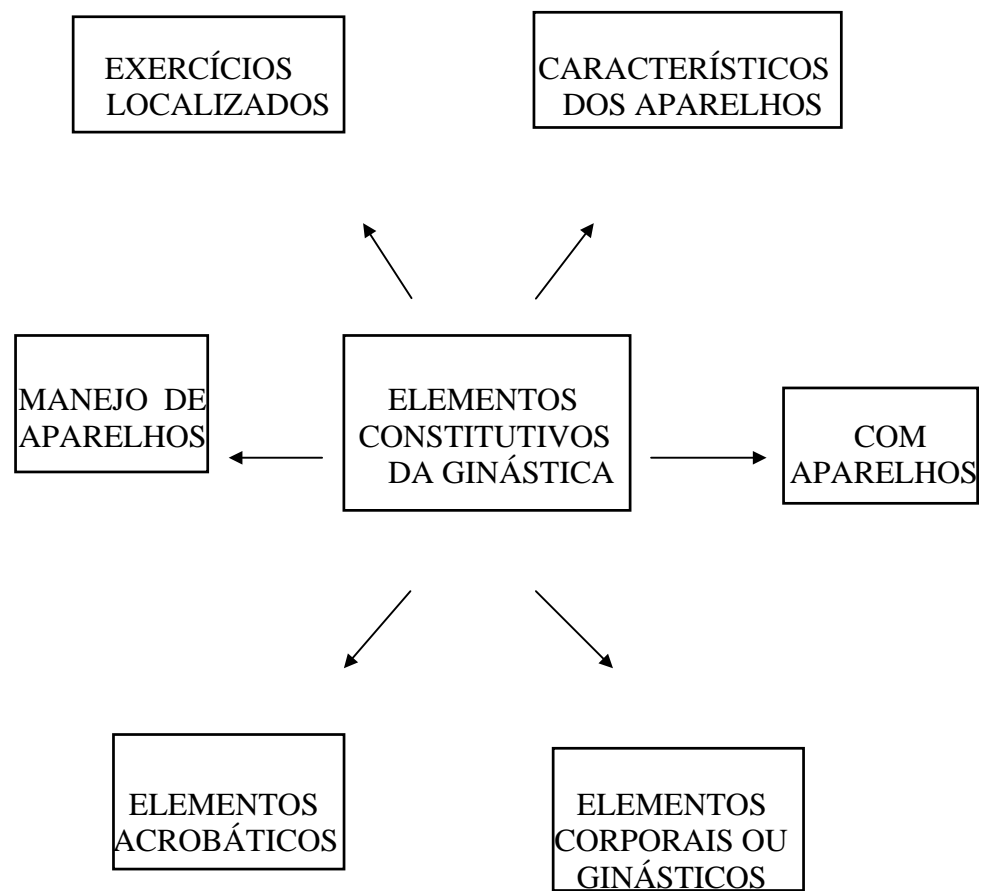 EXERCÍCIOS
LOCALIZADOS
CARACTERÍSTICOS
DOS APARELHOS
MANEJO DE
APARELHOS
ELEMENTOS
CONSTITUTIVOS
DA GINÁSTICA
COM
APARELHOS
ELEMENTOS
ACROBÁTICOS
ELEMENTOS
CORPORAIS OU
GINÁSTICOS